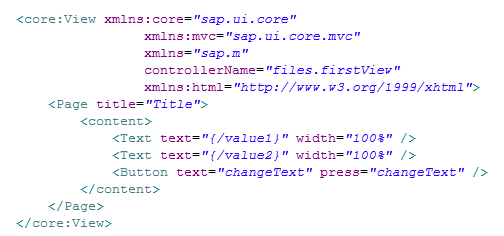 <core:View xmlns:core="sap.ui.core"
xmlns:mvc="sap.ui.core.mvc"
xmlns="sap.m"
controllerName="files.firstView"
xmlns:html="http://www.w3.org/1999/xhtml">
<Page title="Title">
<content>
<Text text="{/value1}" width="100%" />
<Text text="{/value2}" width="100%" />
<Button text="changeText" press="changeText" />
</content>
</Page>
</core:View>